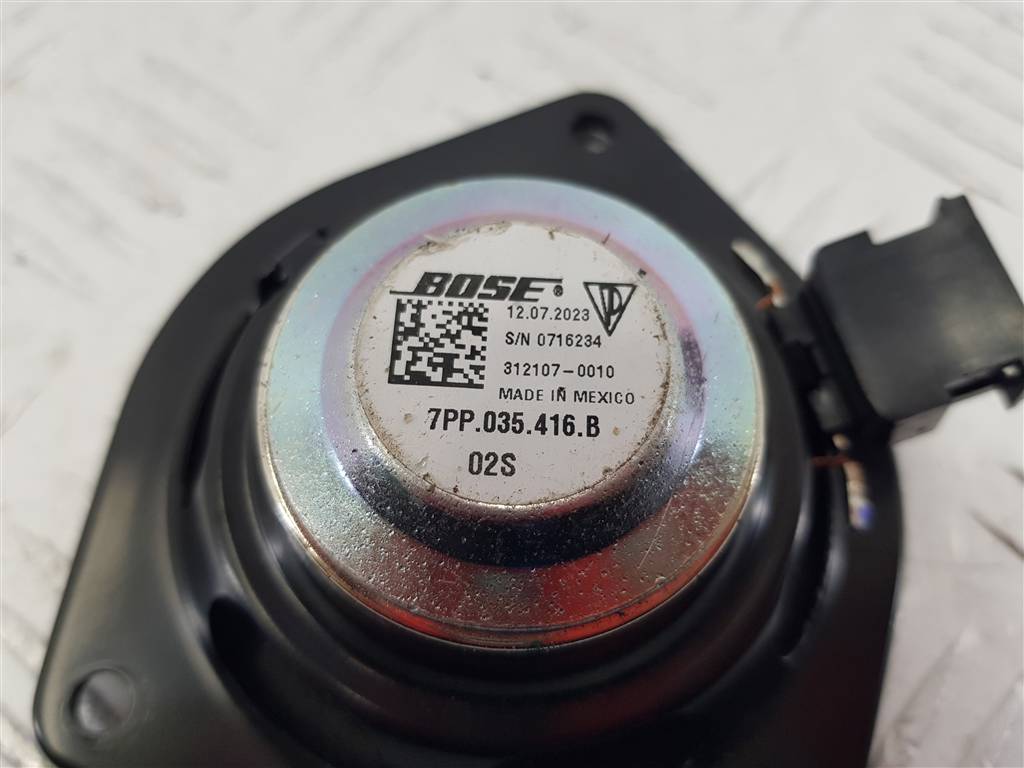 BOSE®
12.07.2023
S/N 0716234
312107-0010
MADE IN MEXICO
7PP.035.416.B
02S